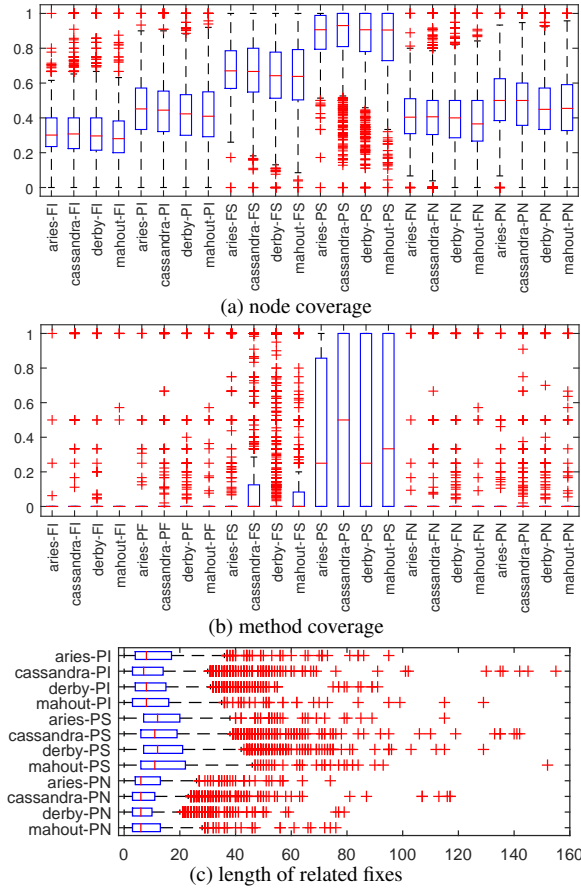 1
0.8
0.6
0.4
0.2
0
aries-FI
cassandra-FI
derby-FI
mahout-FI
aries-PI
cassandra-PI
derby-PI
mahout-PI
aries-FS
cassandra-FS
derby-FS
mahout-FS
aries-PS
cassandra-PS
derby-PS
mahout-PS
aries-FN
cassandra-FN
derby-FN
mahout-FN
aries-PN
cassandra-PN
derby-PN
mahout-PN
(a) node coverage
1
0.8
0.6
0.4
0.2
0
aries-FI
cassandra-FI
derby-FI
mahout-FI
aries-PF
cassandra-PF
derby-PF
mahout-PF
aries-FS
cassandra-FS
derby-FS
mahout-FS
aries-PS
cassandra-PS
derby-PS
mahout-PS
aries-FN
cassandra-FN
derby-FN
mahout-FN
aries-PN
cassandra-PN
derby-PN
mahout-PN
(b) method coverage
aries-PI
cassandra-PI
derby-PI
mahout-PI
aries-PS
cassandra-PS
derby-PS
mahout-PS
aries-PN
cassandra-PN
derby-PN
mahout-PN
0 20 40 60 80 100 120 140 160
(c) length of related fixes